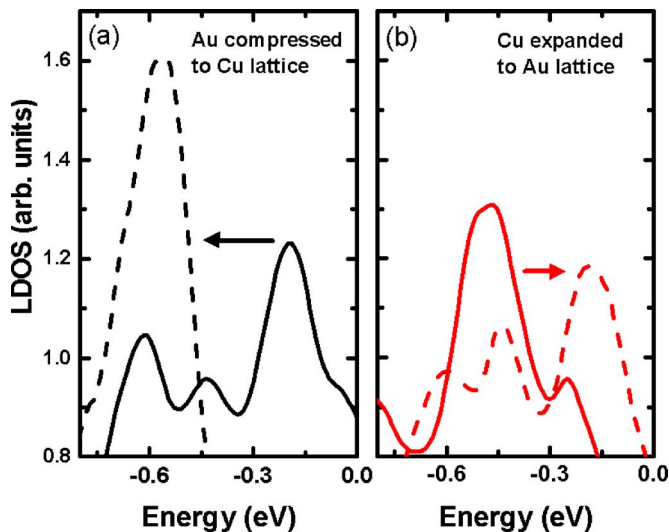 (a)
Au compressed
to Cu lattice
(b)
Cu expanded
to Au lattice
LDOS (arb. units)
1.6
1.4
1.2
1.0
0.8
-0.6
-0.3
0.0
-0.6
-0.3
0.0
Energy (eV)
Energy (eV)